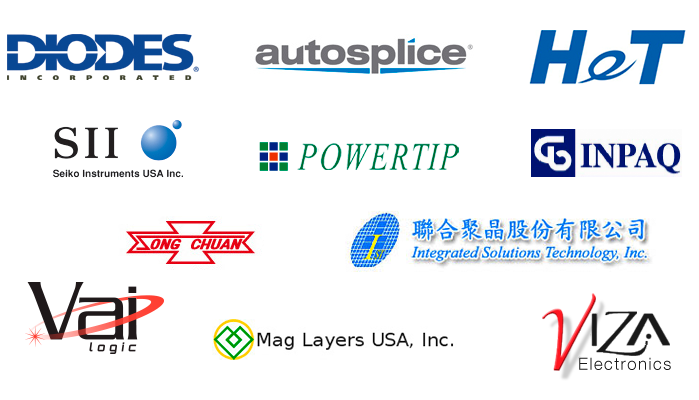 DIODES®
INCORPORATED
autosplice®
HeT
SII
Seiko Instruments USA Inc.
POWERTIP
INPAQ
SONG CHUAN
聯合聚晶股份有限公司
Integrated Solutions Technology, Inc.
IST
Vai
logic
Mag Layers USA, Inc.
VIZA
Electronics